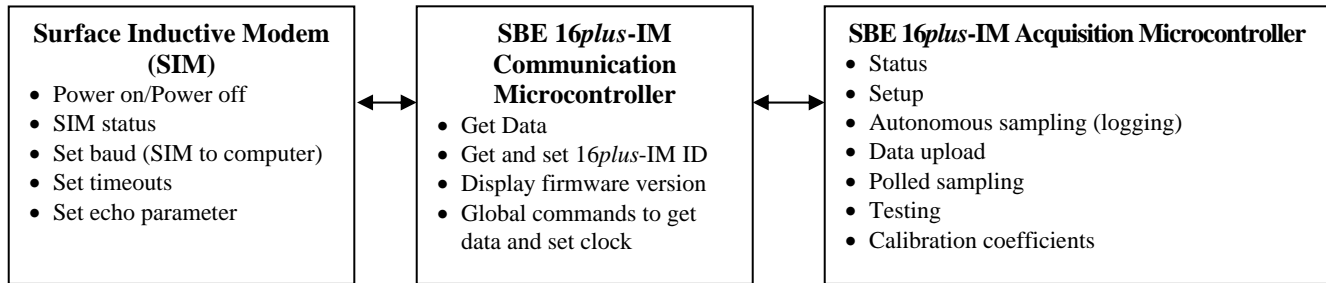 Surface Inductive Modem
(SIM)
• Power on/Power off
• SIM status
• Set baud (SIM to computer)
• Set timeouts
• Set echo parameter
SBE 16plus-IM
Communication
Microcontroller
• Get Data
• Get and set 16plus-IM ID
• Display firmware version
• Global commands to get
data and set clock
SBE 16plus-IM Acquisition Microcontroller
• Status
• Setup
• Autonomous sampling (logging)
• Data upload
• Polled sampling
• Testing
• Calibration coefficients